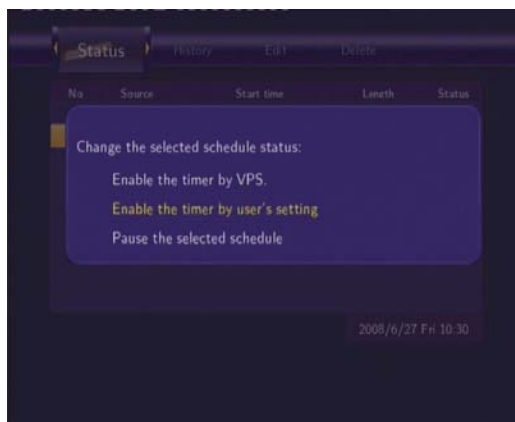 Status History Edit Delete
No Source Start time Length Status
Change the selected schedule status:
Enable the timer by VPS.
Enable the timer by user's setting
Pause the selected schedule
2008/6/27 Fri 10:30